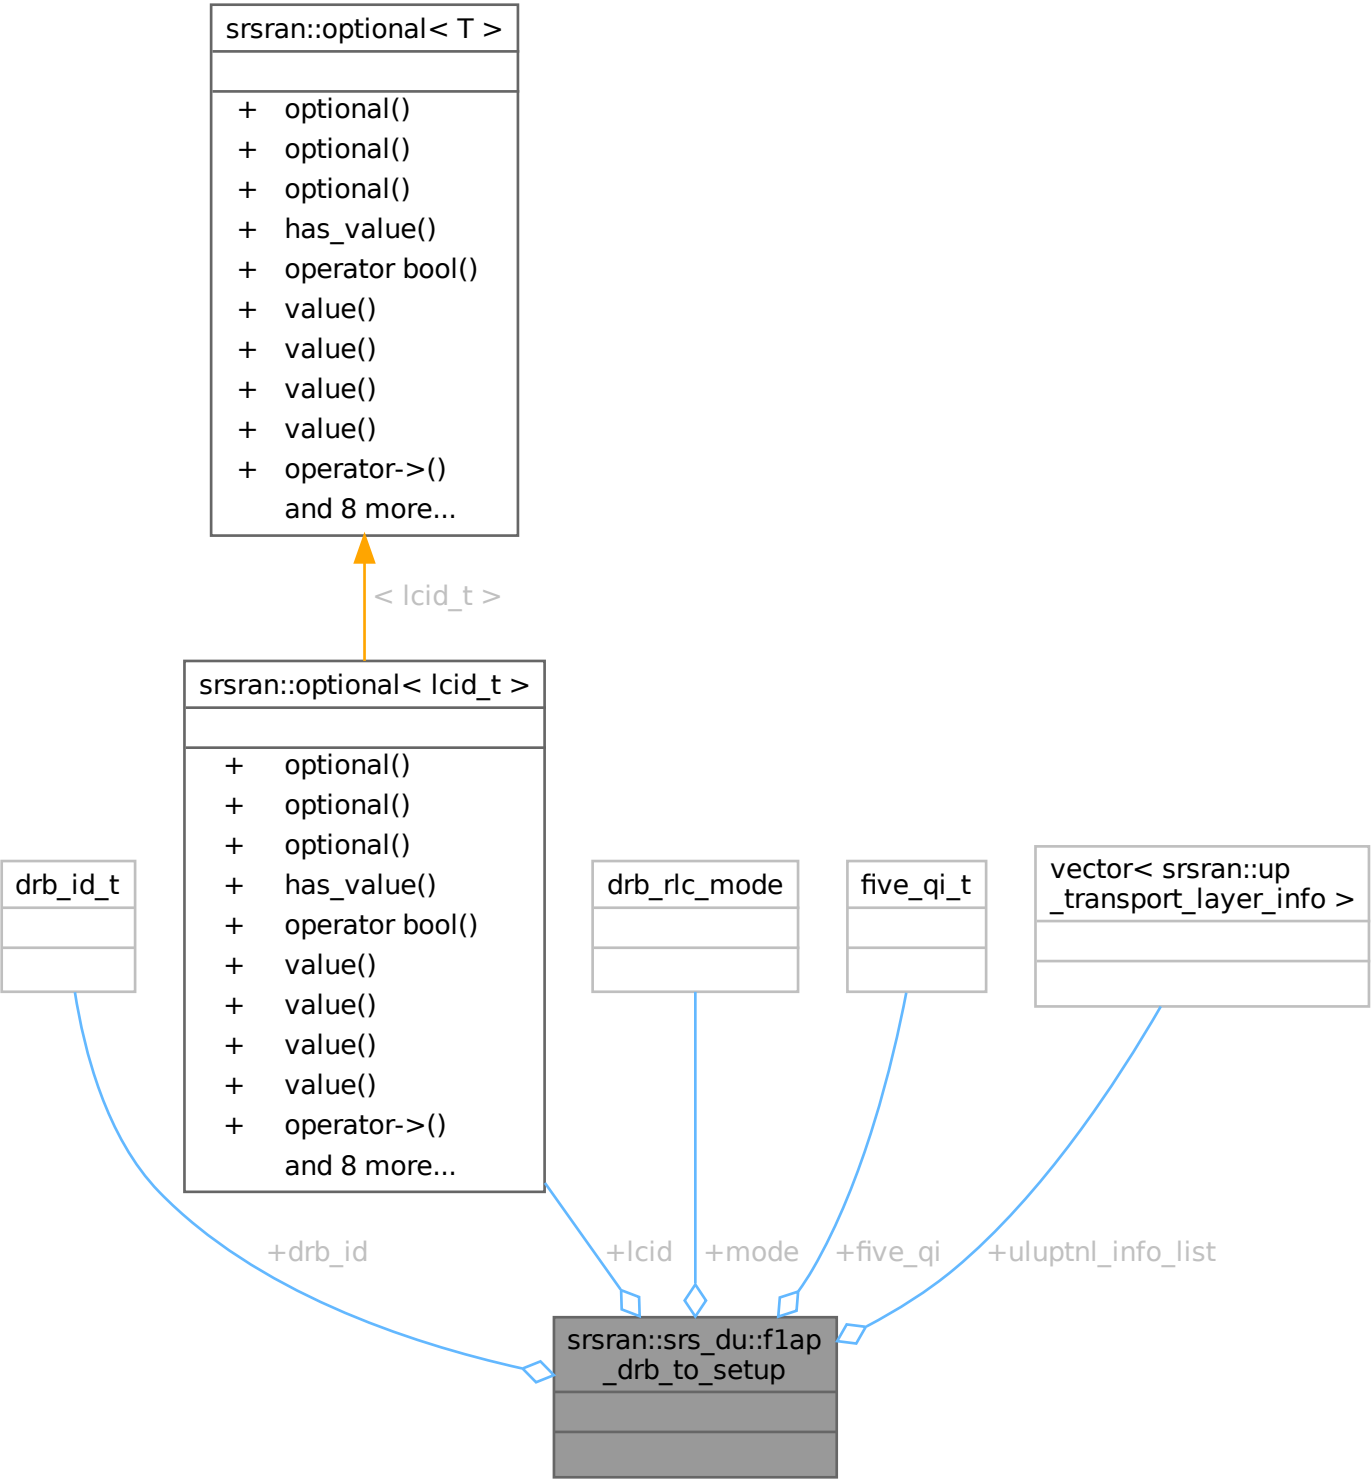 srsran::optional< T >
+ optional()
+ optional()
+ optional()
+ has_value()
+ operator bool()
+ value()
+ value()
+ value()
+ value()
+ operator->()
and 8 more...
< lcid_t >
srsran::optional< lcid_t >
+ optional()
+ optional()
+ optional()
+ has_value()
+ operator bool()
+ value()
+ value()
+ value()
+ value()
+ operator->()
and 8 more...
drb_id_t
drb_rlc_mode
five_qi_t
vector< srsran::up
_transport_layer_info >
+drb_id
+lcid
+mode
+five_qi
+uluptnl_info_list
srsran::srs_du::f1ap
_drb_to_setup